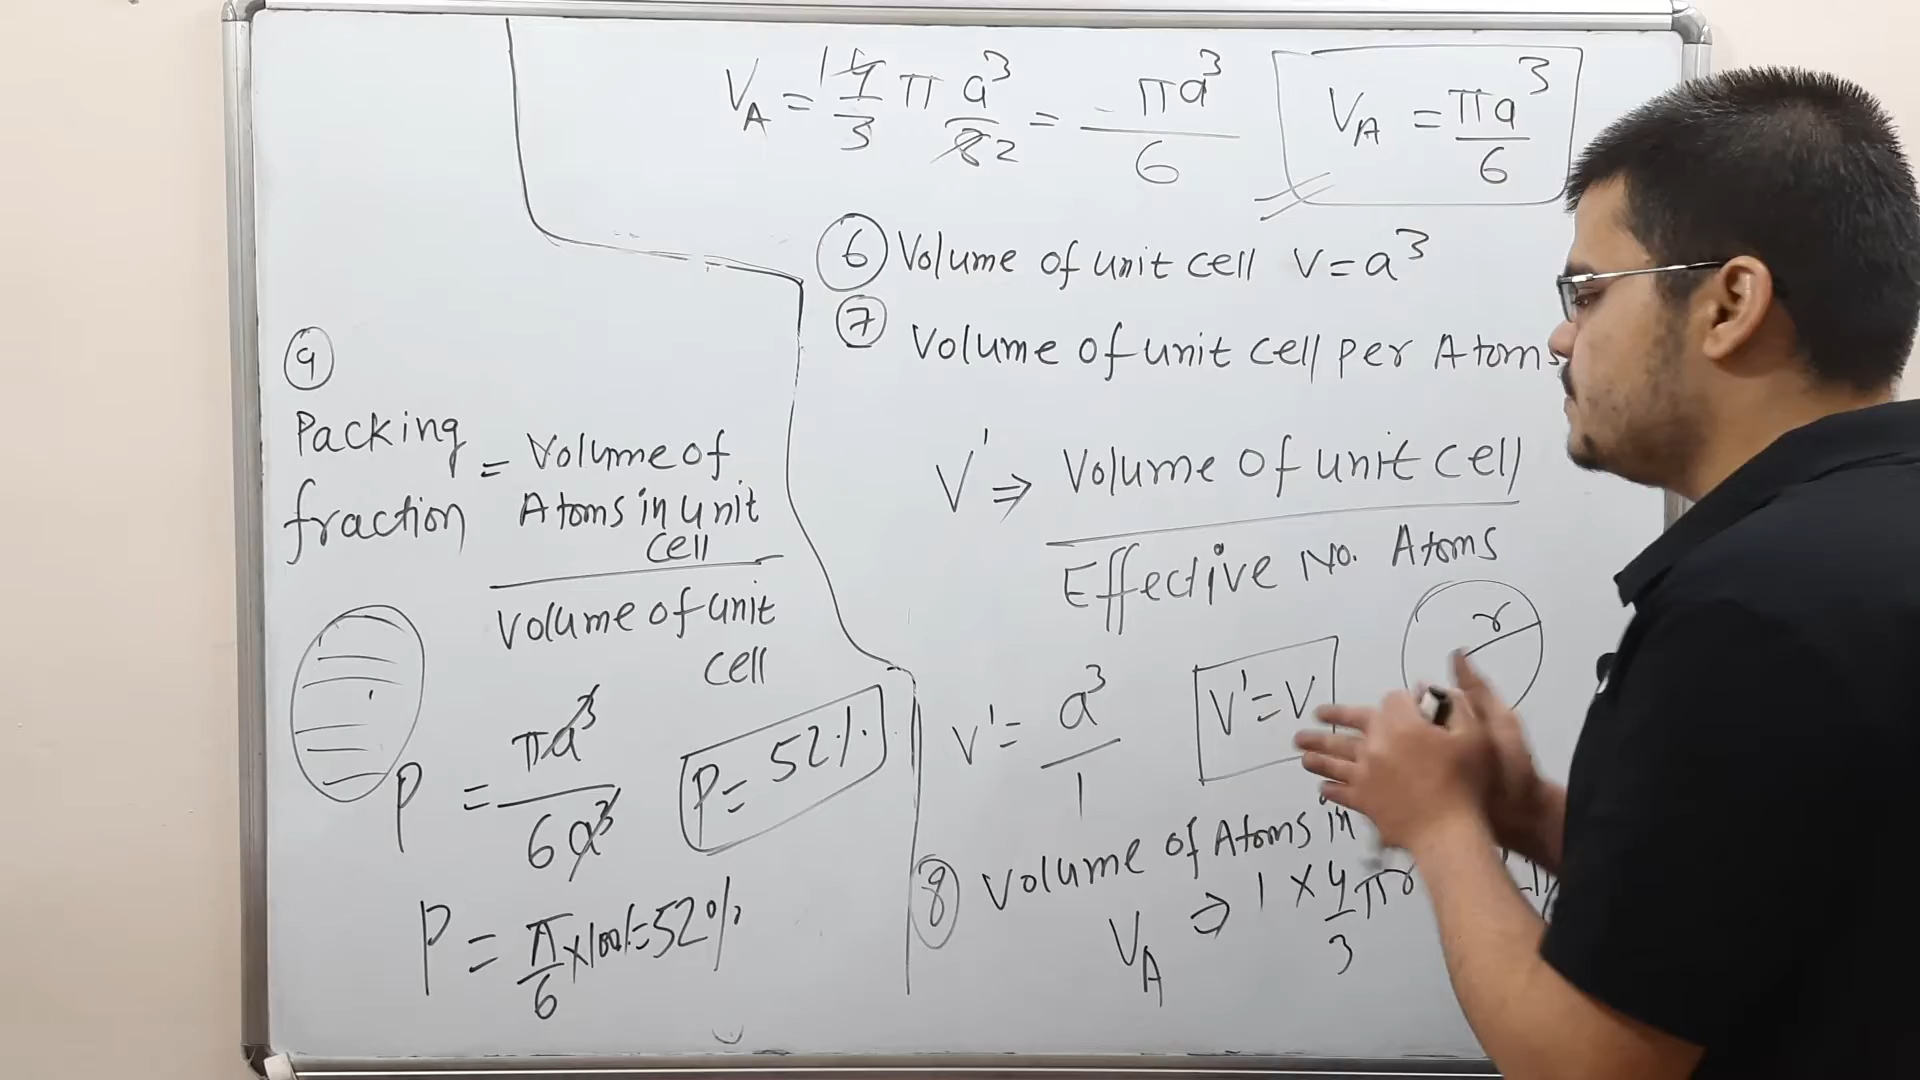 V_A = 1 4/3 π a³/8 2 = πa³/6
V_A = πa³/6
⑥ Volume of unit cell V = a³
⑦
Volume of unit cell per Atoms
V' ⇒ Volume of unit cell
Effective No. Atoms
r
V' = a³/1
V' = V
⑧ Volume of Atoms in
V_A ⇒ 1 × 4/3 πr
⑨
Packing fraction = Volume of
Atoms in unit
cell
Volume of unit
cell
P = πa³/6a³
P = 52%
P = π/6 × 100% = 52%